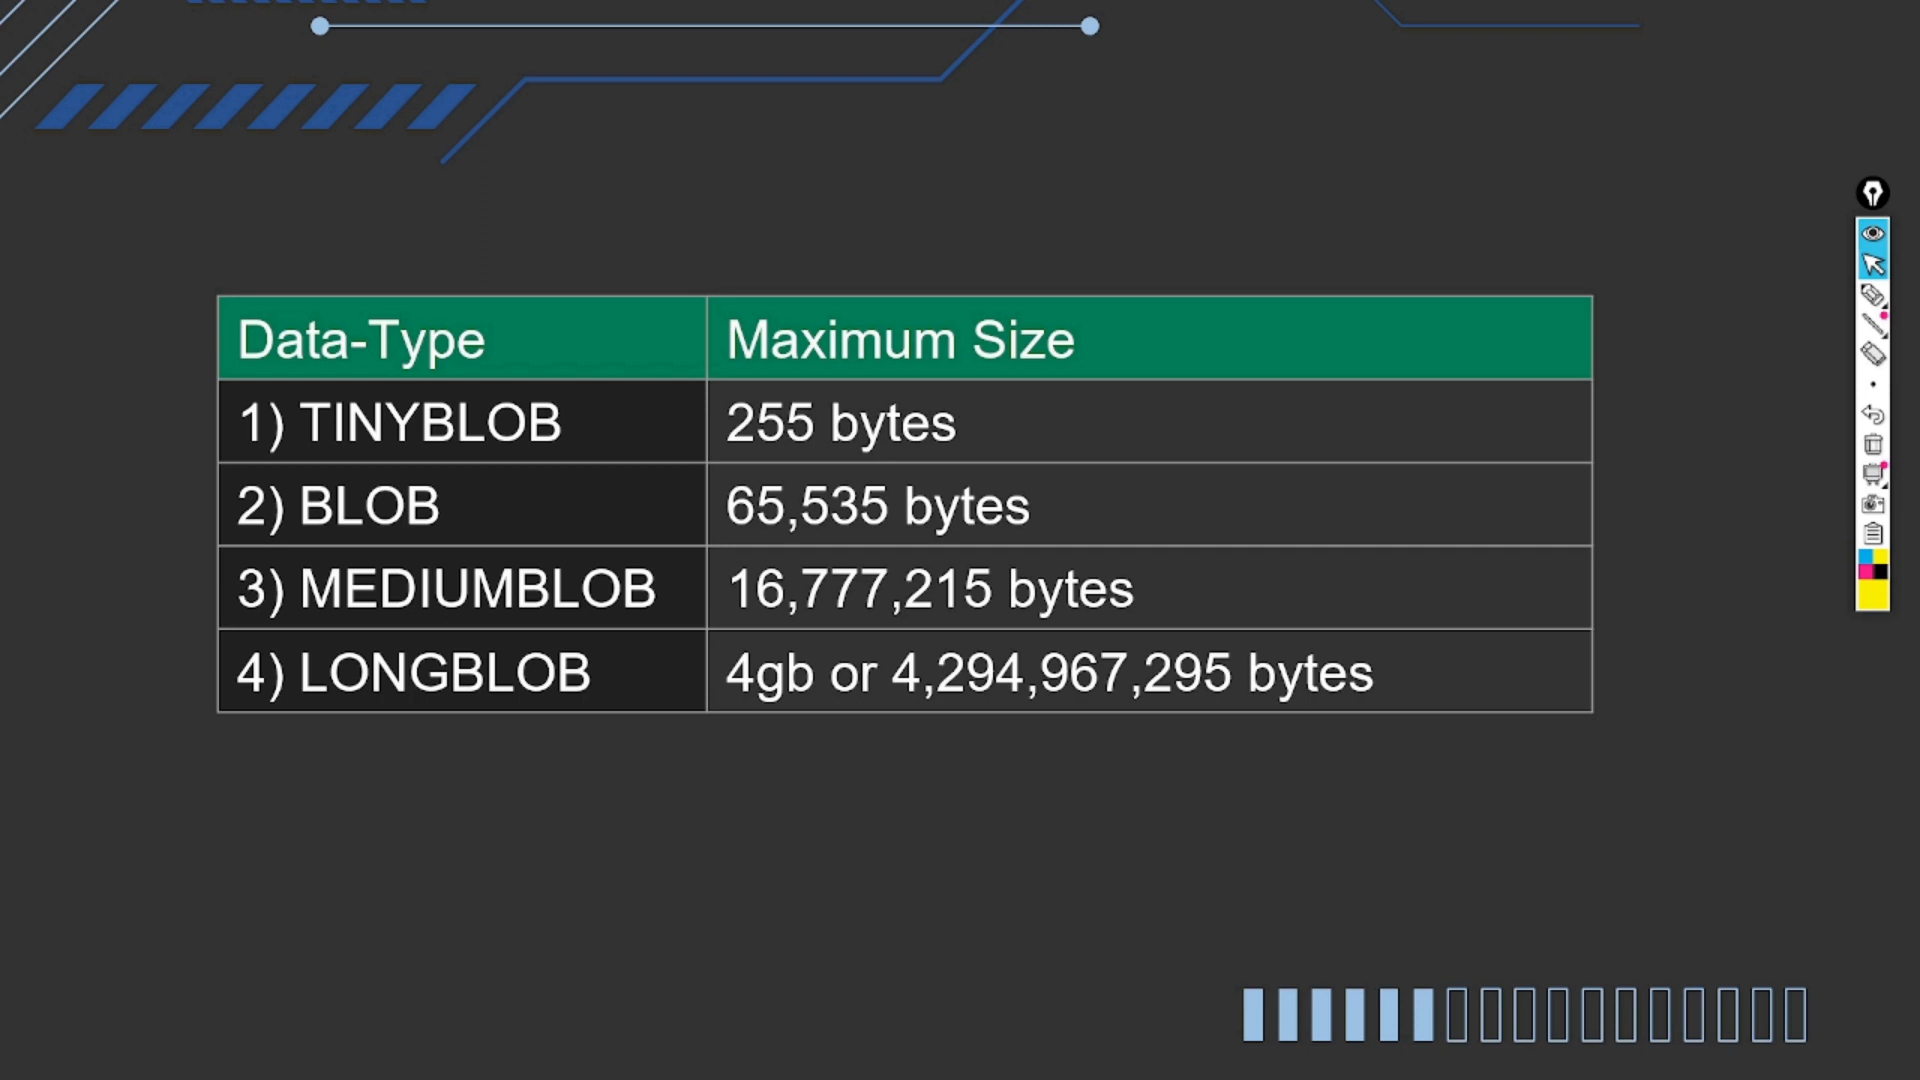 Data-Type Maximum Size
1) TINYBLOB 255 bytes
2) BLOB 65,535 bytes
3) MEDIUMBLOB 16,777,215 bytes
4) LONGBLOB 4gb or 4,294,967,295 bytes